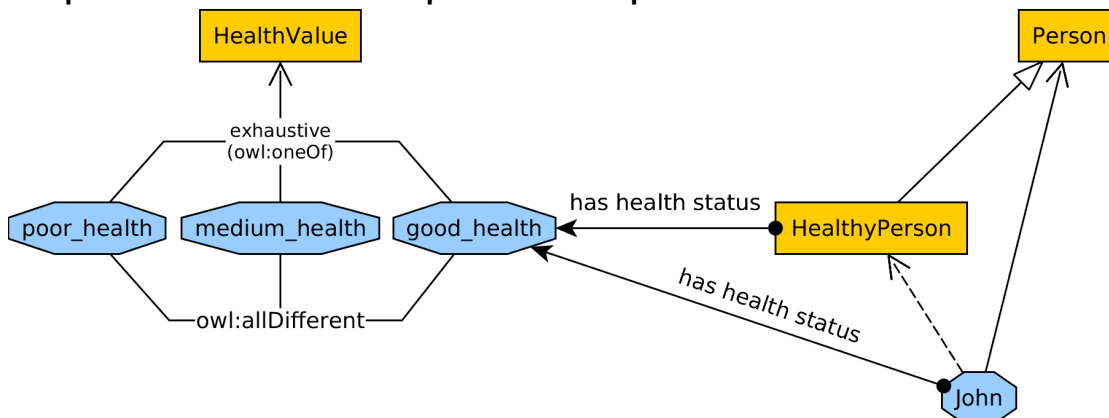 HealthValue
Person
exhaustive
(owl:oneOf)
poor_health
medium_health
good_health
has health status
HealthyPerson
has health status
owl:allDifferent
John